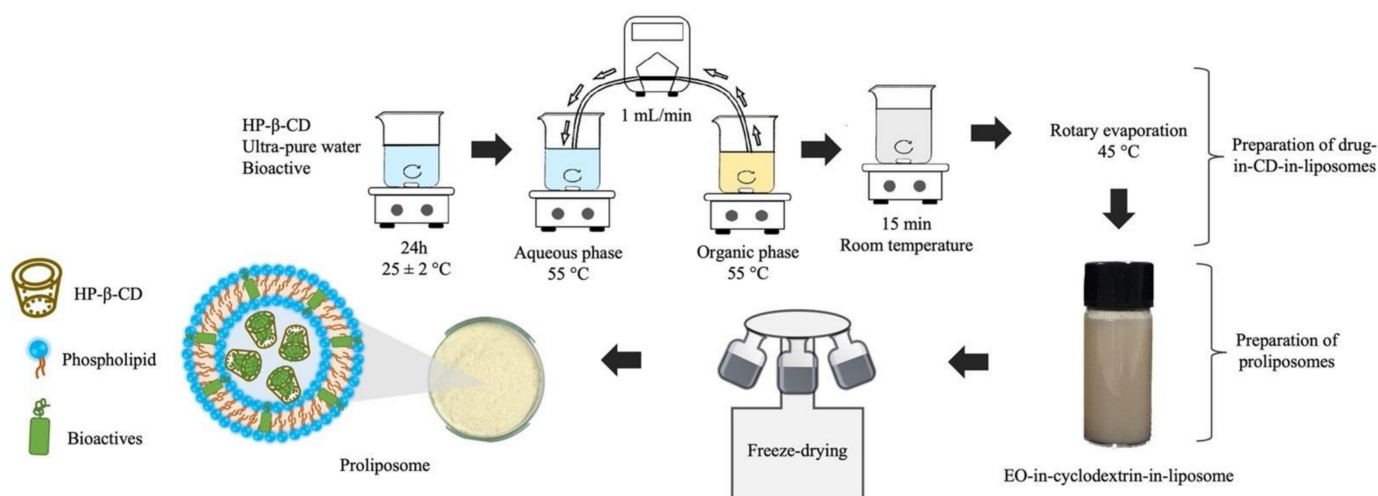 HP-β-CD
Ultra-pure water
Bioactive
24h
25 ± 2 °C
1 mL/min
Aqueous phase
55 °C
Organic phase
55 °C
15 min
Room temperature
Rotary evaporation
45 °C
Preparation of drug-
in-CD-in-liposomes
HP-β-CD
Phospholipid
Bioactives
Proliposome
Freeze-drying
EO-in-cyclodextrin-in-liposome
Preparation of
proliposomes